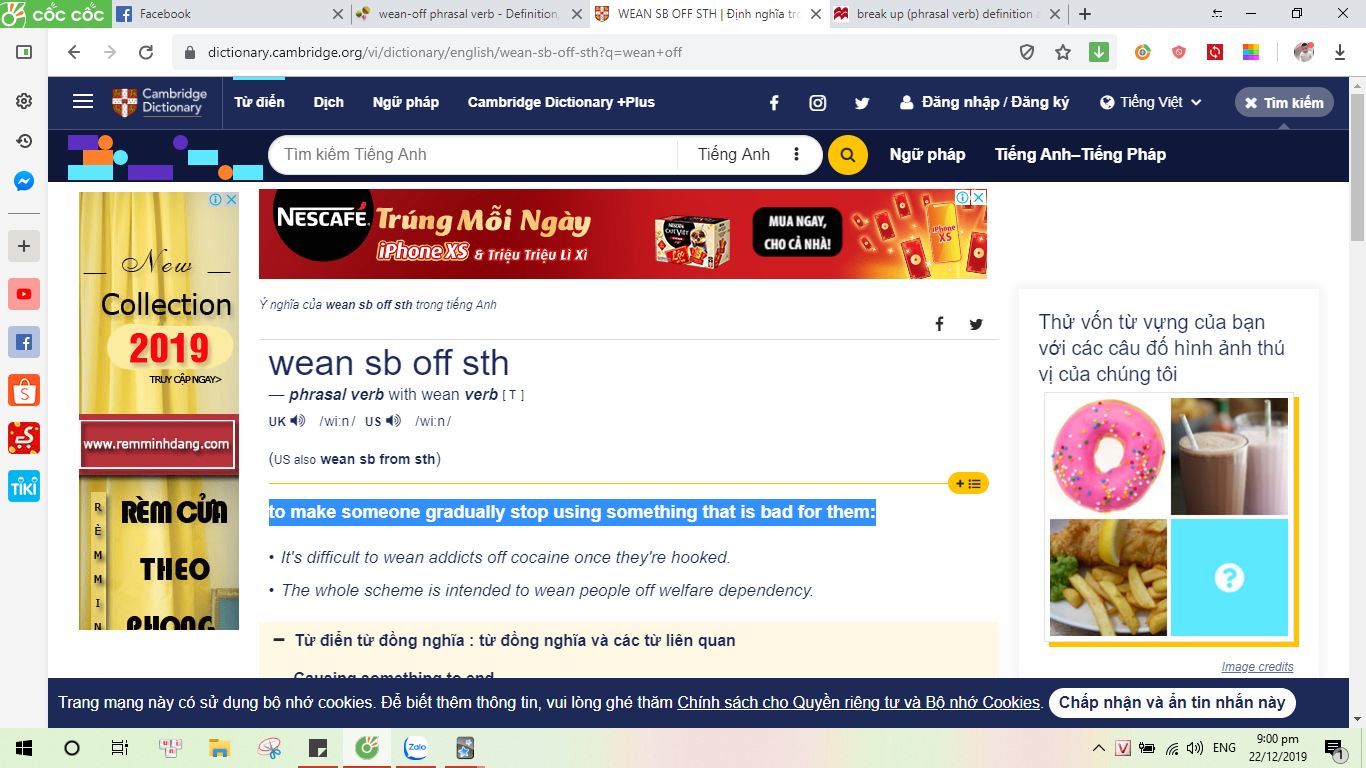 cốc cốc
Facebook
wean-off phrasal verb - Definition,
WEAN SB OFF STH | Định nghĩa tro
break up (phrasal verb) definition a
dictionary.cambridge.org/vi/dictionary/english/wean-sb-off-sth?q=wean+off
Cambridge
Dictionary
Từ điển
Dịch
Ngữ pháp
Cambridge Dictionary +Plus
Đăng nhập / Đăng ký
Tiếng Việt
Tìm kiếm
Tìm kiếm Tiếng Anh
Tiếng Anh
Ngữ pháp
Tiếng Anh–Tiếng Pháp
New
Collection
2019
TRUY CẬP NGAY>
www.remminhdang.com
RÈMMIN
RÈM CỬA
THEO
PHONG
NESCAFÉ.
Trúng Mỗi Ngày
iPhone XS & Triệu Triệu Lì Xì
MUA NGAY,
CHO CẢ NHÀ!
iPhone
XS
Ý nghĩa của wean sb off sth trong tiếng Anh
wean sb off sth
— phrasal verb with wean verb [ T ]
UK /wiːn/ US /wiːn/
(US also wean sb from sth)
to make someone gradually stop using something that is bad for them:
• It's difficult to wean addicts off cocaine once they're hooked.
• The whole scheme is intended to wean people off welfare dependency.
Từ điển từ đồng nghĩa : từ đồng nghĩa và các từ liên quan
Causing something to end
Thử vốn từ vựng của bạn
với các câu đố hình ảnh thú
vị của chúng tôi
?
Image credits
Trang mạng này có sử dụng bộ nhớ cookies. Để biết thêm thông tin, vui lòng ghé thăm Chính sách cho Quyền riêng tư và Bộ nhớ Cookies.
Chấp nhận và ẩn tin nhắn này
TIKI
Zalo
V
ENG
9:00 pm
22/12/2019
1